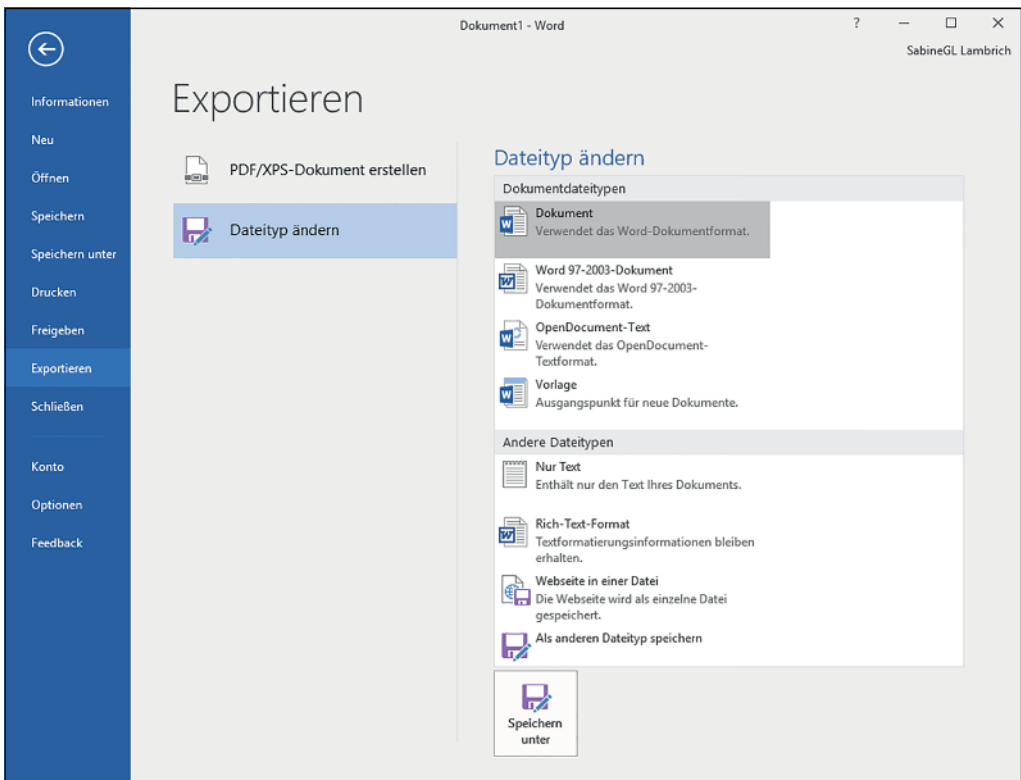 Dokument1 - Word
?
SabineGL Lambrich
Informationen
Neu
Öffnen
Speichern
Speichern unter
Drucken
Freigeben
Exportieren
Schließen
Konto
Optionen
Feedback
Exportieren
PDF/XPS-Dokument erstellen
Dateityp ändern
Dateityp ändern
Dokumentdateitypen
Dokument
Verwendet das Word-Dokumentformat.
Word 97-2003-Dokument
Verwendet das Word 97-2003-
Dokumentformat.
OpenDocument-Text
Verwendet das OpenDocument-
Textformat.
Vorlage
Ausgangspunkt für neue Dokumente.
Andere Dateitypen
Nur Text
Enthält nur den Text Ihres Dokuments.
Rich-Text-Format
Textformatierungsinformationen bleiben
erhalten.
Webseite in einer Datei
Die Webseite wird als einzelne Datei
gespeichert.
Als anderen Dateityp speichern
Speichern
unter